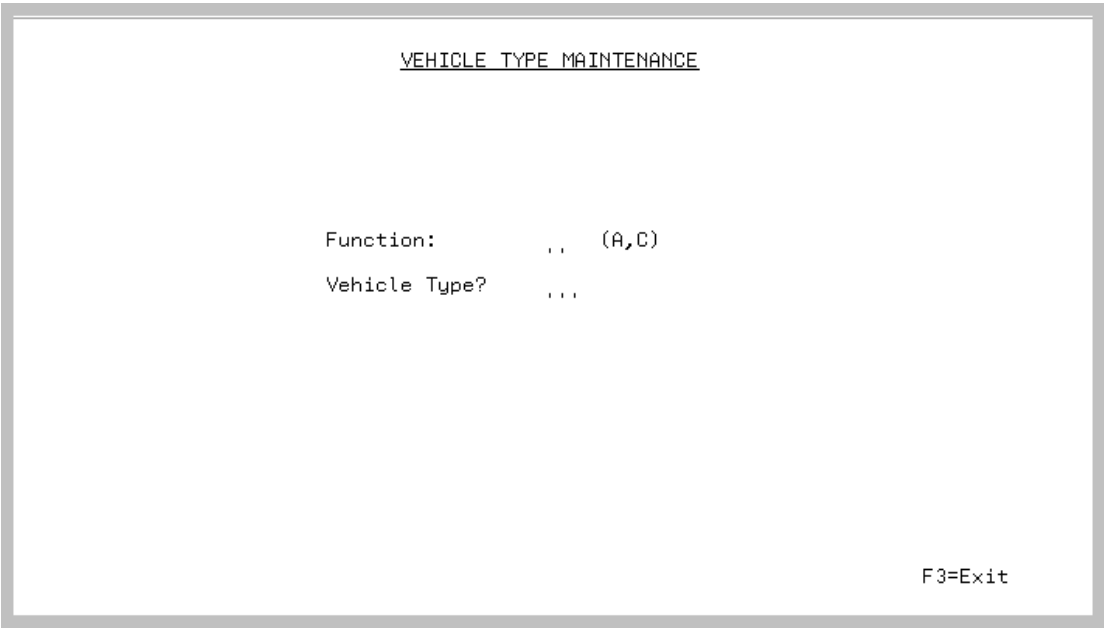 VEHICLE TYPE MAINTENANCE
Function: (A,C)
Vehicle Type?
F3=Exit